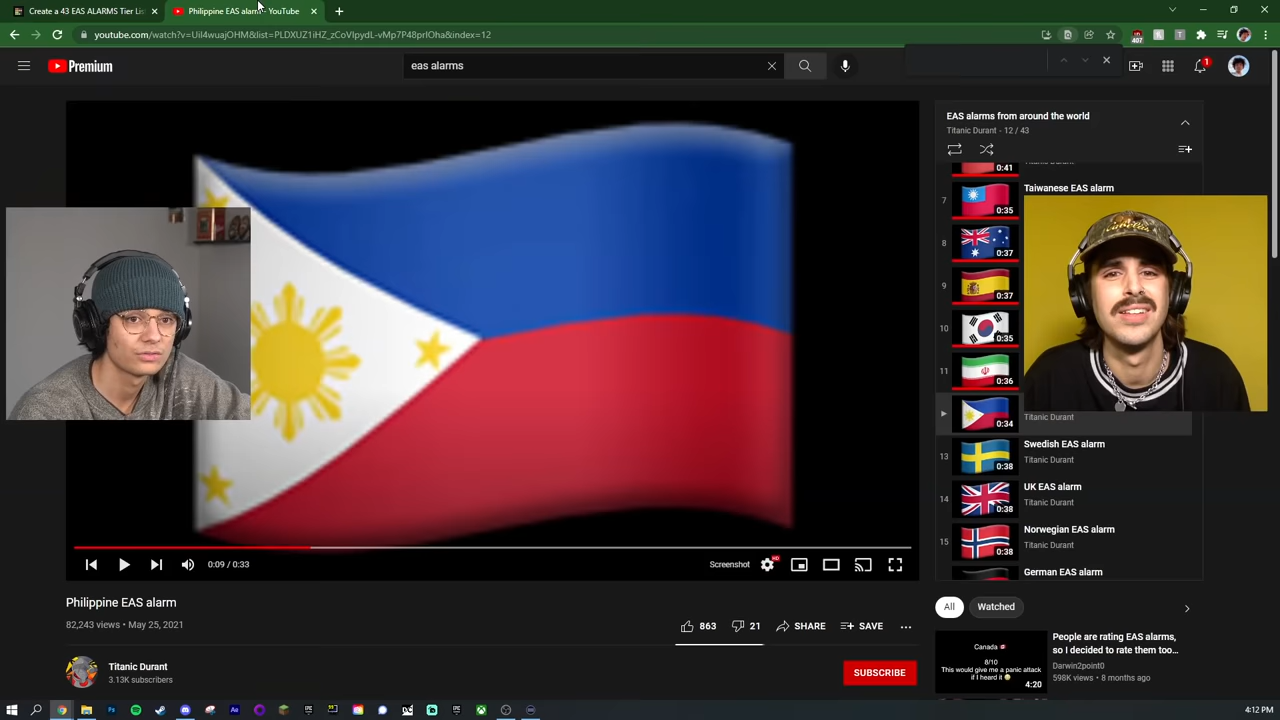 Create a 43 EAS ALARMS Tier Lis
Philippine EAS alarm - YouTube
youtube.com/watch?v=Uil4wuajOHM&list=PLDXUZ1iHZ_zCoVIpydL-vMp7P48prIOha&index=12
407
Premium
eas alarms
1
EAS alarms from around the world
Titanic Durant - 12 / 43
0:41
7
Taiwanese EAS alarm
0:35
8
0:37
9
0:37
10
0:35
11
0:36
0:34
Titanic Durant
13
Swedish EAS alarm
Titanic Durant
0:38
14
UK EAS alarm
Titanic Durant
0:38
15
Norwegian EAS alarm
Titanic Durant
0:38
German EAS alarm
0:09 / 0:33
Screenshot
HD
Philippine EAS alarm
82,243 views • May 25, 2021
863
21
SHARE
SAVE
Titanic Durant
3.13K subscribers
SUBSCRIBE
All
Watched
Canada
8/10
This would give me a panic attack
if I heard it
4:20
People are rating EAS alarms,
so I decided to rate them too...
Darwin2point0
598K views • 8 months ago
4:12 PM